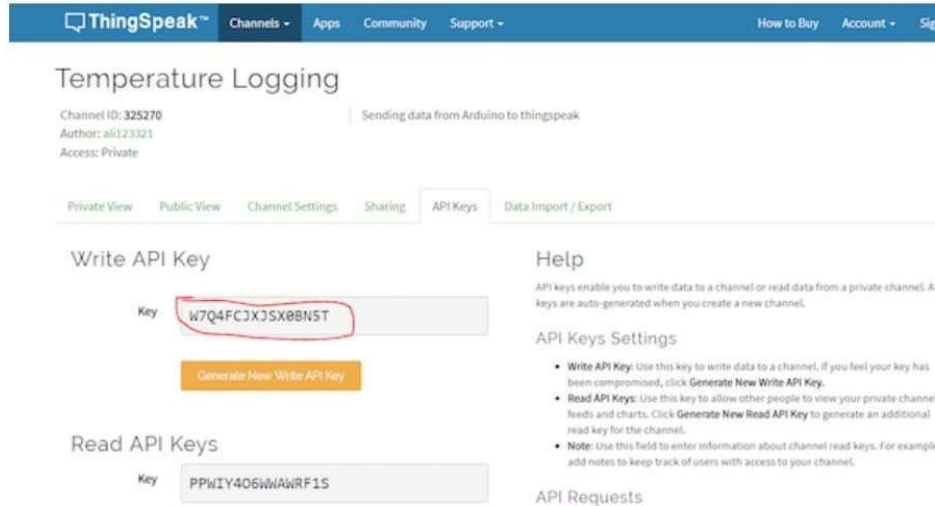 ThingSpeak™ Channels Apps Community Support How to Buy Account
Temperature Logging
Channel ID: 325270
Author: ali123321
Access: Private
Sending data from Arduino to thingspeak
Private View Public View Channel Settings Sharing API Keys Data Import / Export
Write API Key
Key W7Q4FCJXJSX0BN5T
Generate New Write API Key
Read API Keys
Key PPWIY4O6WWAWRF1S
Help
API keys enable you to write data to a channel or read data from a private channel.
keys are auto-generated when you create a new channel.
API Keys Settings
• Write API Key: Use this key to write data to a channel. If you feel your key has
been compromised, click Generate New Write API Key.
• Read API Keys: Use this key to allow other people to view your private channel
feeds and charts. Click Generate New Read API Key to generate an additional
read key for the channel.
• Note: Use this field to enter information about channel read keys. For example,
add notes to keep track of users with access to your channel.
API Requests